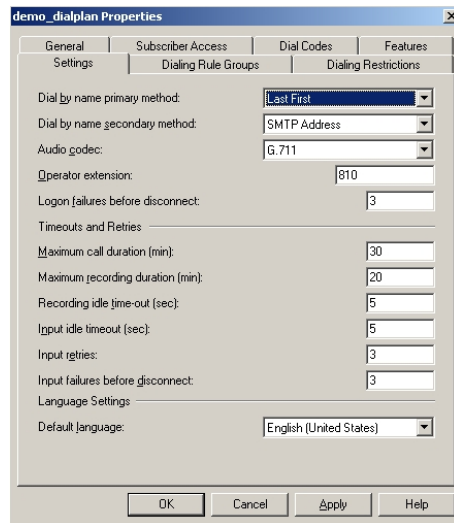 demo_dialplan Properties
General Subscriber Access Dial Codes Features
Settings Dialing Rule Groups Dialing Restrictions
Dial by name primary method: Last First
Dial by name secondary method: SMTP Address
Audio codec: G.711
Operator extension: 810
Logon failures before disconnect: 3
Timeouts and Retries
Maximum call duration (min): 30
Maximum recording duration (min): 20
Recording idle time-out (sec): 5
Input idle timeout (sec): 5
Input retries: 3
Input failures before disconnect: 3
Language Settings
Default language: English (United States)
OK Cancel Apply Help